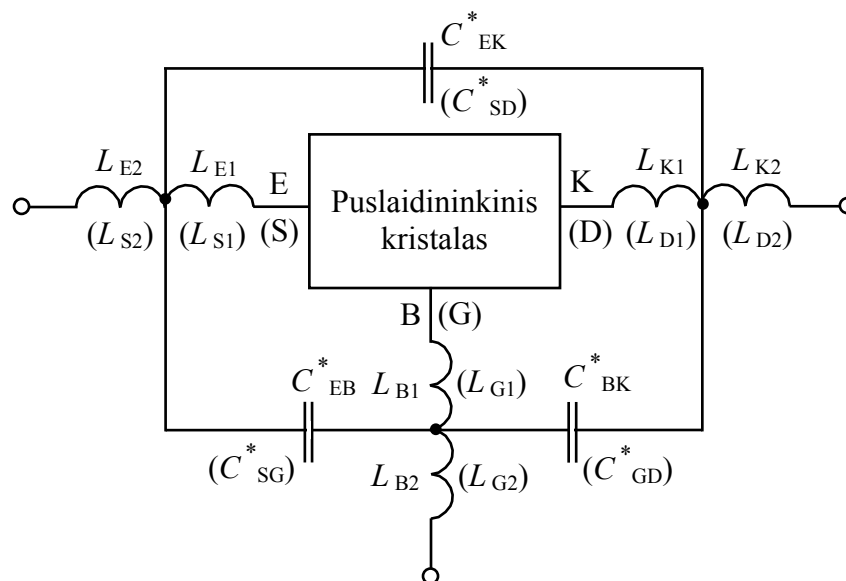 C*EK
(C*SD)
LE2 LE1 E
(LS2) (LS1) (S)
Puslaidininkinis
kristalas
K LK1 LK2
(D) (LD1) (LD2)
B (G)
C*EB LB1 (LG1) C*BK
(C*SG) LB2 (LG2) (C*GD)